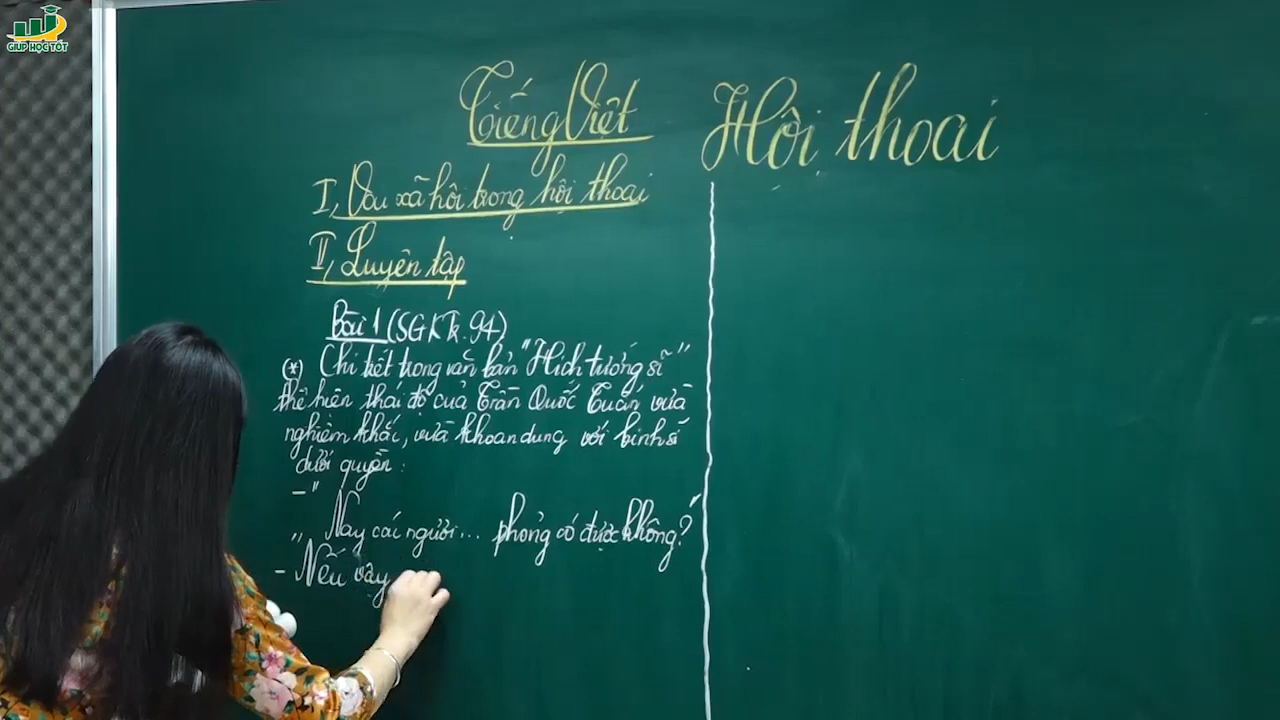 GIÚP HỌC TỐT
Tiếng Việt Hội thoại
I, Vai xã hội trong hội thoại
II, Luyện tập
Bài 1 (SGK Tr. 94)
(*) Chi tiết trong văn bản "Hịch tướng sĩ"
thể hiện thái độ của Trần Quốc Tuấn vừa
nghiêm khắc, vừa khoan dung với binh sĩ
dưới quyền:
- "
" Nay các ngươi... phỏng có được không?"
- Nếu vậy